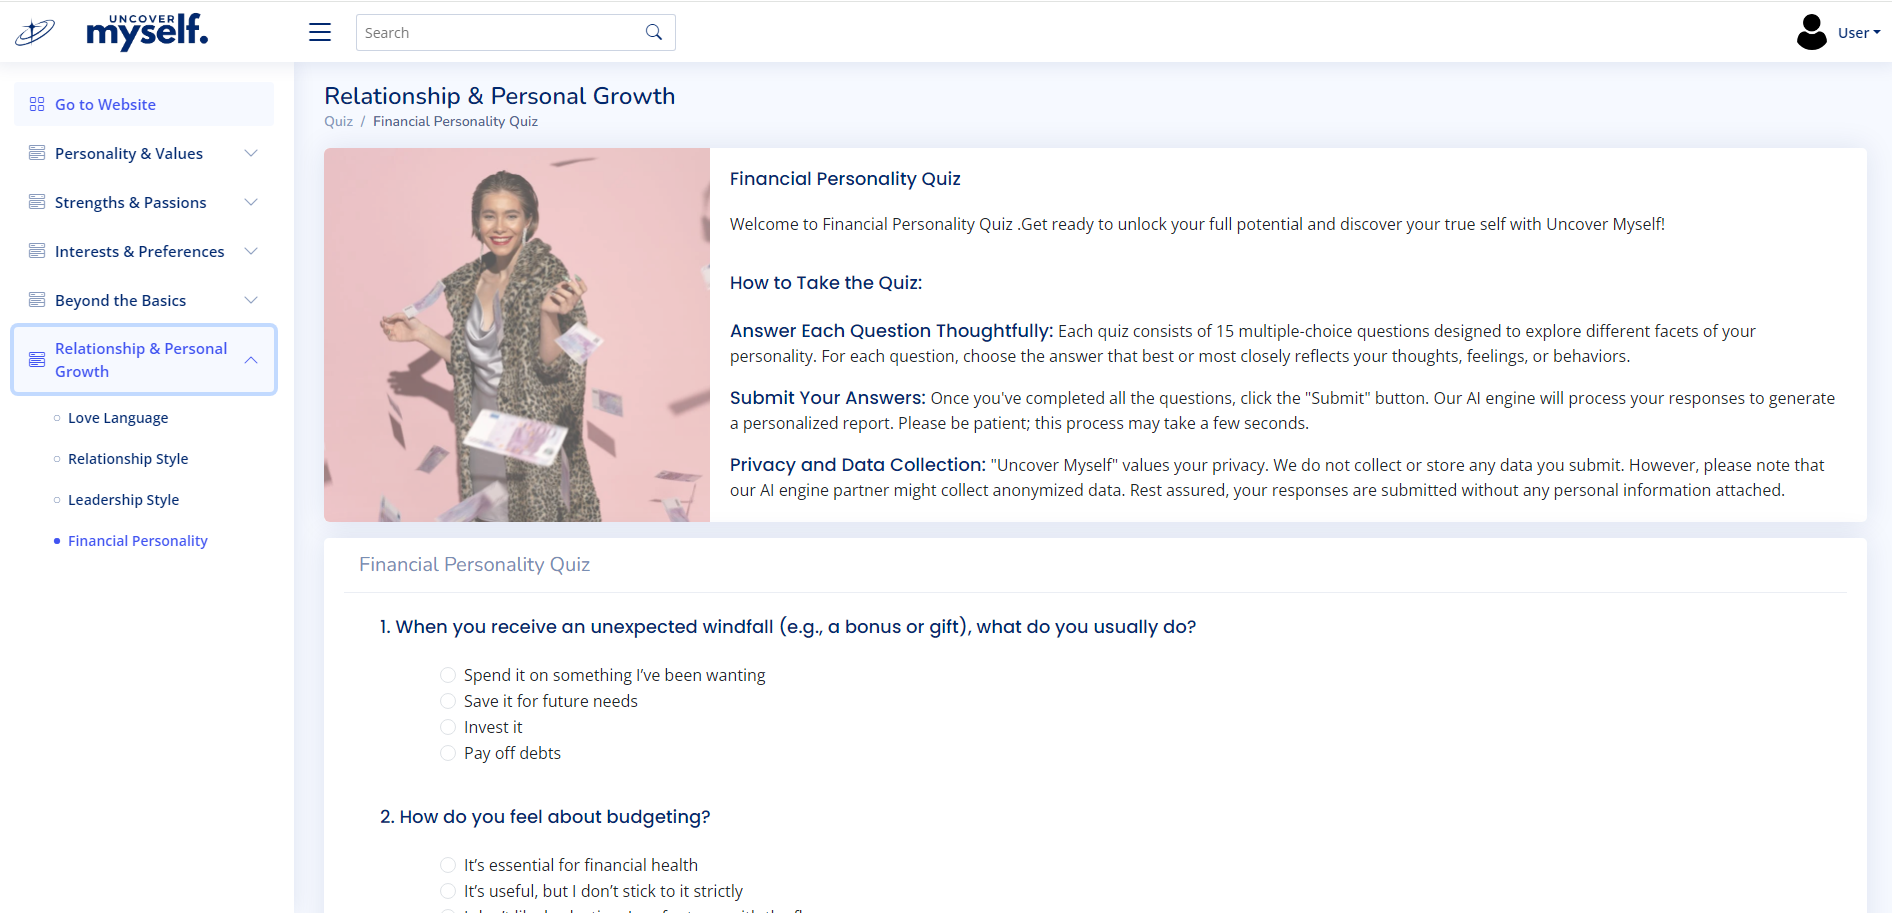 UNCOVER
myself.
Search
User
Go to Website
Personality & Values
Strengths & Passions
Interests & Preferences
Beyond the Basics
Relationship & Personal
Growth
Love Language
Relationship Style
Leadership Style
Financial Personality
Relationship & Personal Growth
Quiz / Financial Personality Quiz
Financial Personality Quiz
Welcome to Financial Personality Quiz .Get ready to unlock your full potential and discover your true self with Uncover Myself!
How to Take the Quiz:
Answer Each Question Thoughtfully: Each quiz consists of 15 multiple-choice questions designed to explore different facets of your
personality. For each question, choose the answer that best or most closely reflects your thoughts, feelings, or behaviors.
Submit Your Answers: Once you've completed all the questions, click the "Submit" button. Our AI engine will process your responses to generate
a personalized report. Please be patient; this process may take a few seconds.
Privacy and Data Collection: "Uncover Myself" values your privacy. We do not collect or store any data you submit. However, please note that
our AI engine partner might collect anonymized data. Rest assured, your responses are submitted without any personal information attached.
Financial Personality Quiz
1. When you receive an unexpected windfall (e.g., a bonus or gift), what do you usually do?
Spend it on something I’ve been wanting
Save it for future needs
Invest it
Pay off debts
2. How do you feel about budgeting?
It’s essential for financial health
It’s useful, but I don’t stick to it strictly